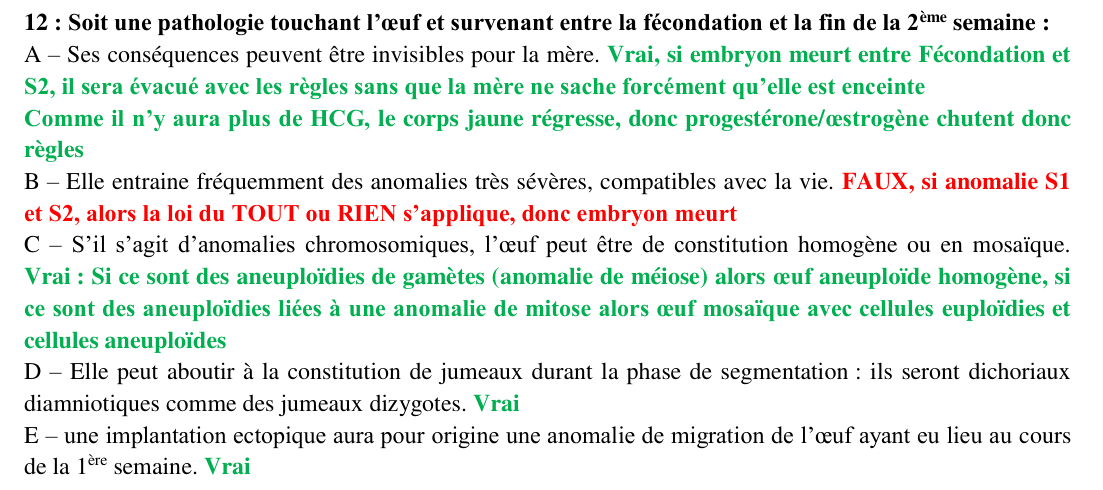 12 : Soit une pathologie touchant l’œuf et survenant entre la fécondation et la fin de la 2ème semaine :
A – Ses conséquences peuvent être invisibles pour la mère. Vrai, si embryon meurt entre Fécondation et
S2, il sera évacué avec les règles sans que la mère ne sache forcément qu’elle est enceinte
Comme il n’y aura plus de HCG, le corps jaune régresse, donc progestérone/œstrogène chutent donc
règles
B – Elle entraine fréquemment des anomalies très sévères, compatibles avec la vie. FAUX, si anomalie S1
et S2, alors la loi du TOUT ou RIEN s’applique, donc embryon meurt
C – S’il s’agit d’anomalies chromosomiques, l’œuf peut être de constitution homogène ou en mosaïque.
Vrai : Si ce sont des aneuploïdies de gamètes (anomalie de méiose) alors œuf aneuploïde homogène, si
ce sont des aneuploïdies liées à une anomalie de mitose alors œuf mosaïque avec cellules euploïdies et
cellules aneuploïdes
D – Elle peut aboutir à la constitution de jumeaux durant la phase de segmentation : ils seront dichoriaux
diamniotiques comme des jumeaux dizygotes. Vrai
E – une implantation ectopique aura pour origine une anomalie de migration de l’œuf ayant eu lieu au cours
de la 1ère semaine. Vrai